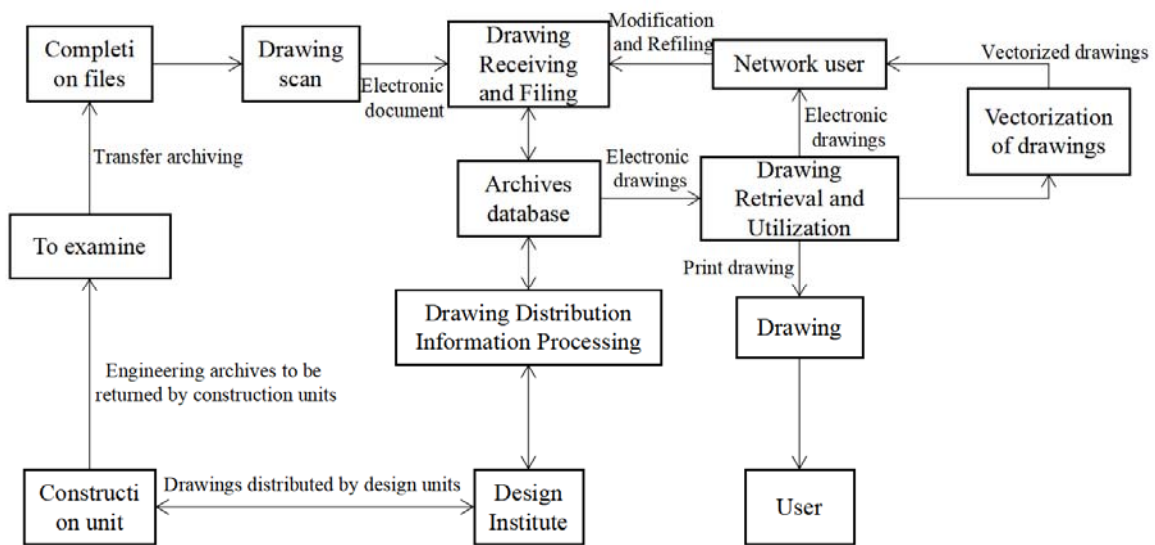 Completi
on files
Drawing
scan
Electronic
document
Drawing
Receiving
and Filing
Modification
and Refiling
Network user
Vectorized drawings
Vectorization
of drawings
Electronic
drawings
Transfer archiving
Archives
database
Electronic
drawings
Drawing
Retrieval and
Utilization
To examine
Print drawing
Drawing Distribution
Information Processing
Drawing
Engineering archives to be
returned by construction units
Constructi
on unit
Drawings distributed by design units
Design
Institute
User